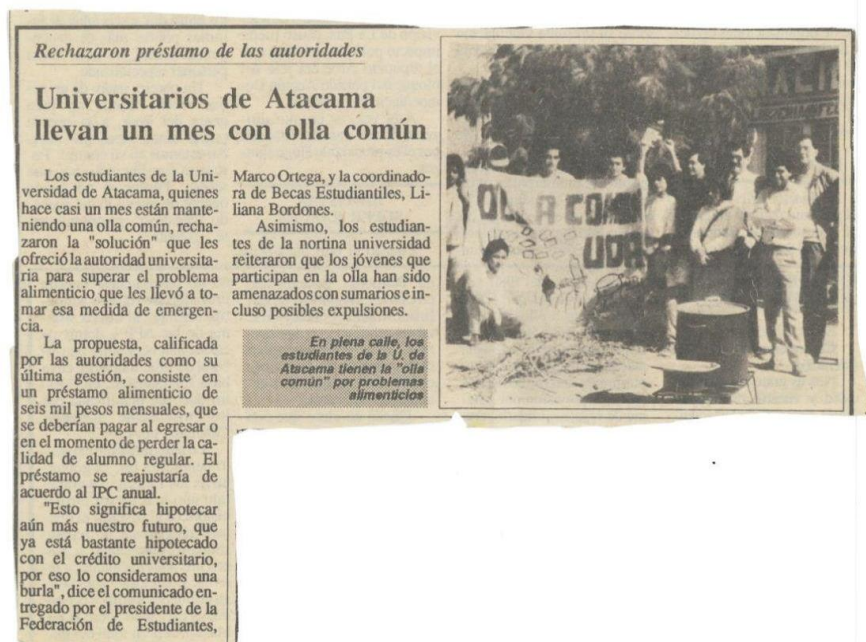 Rechazaron préstamo de las autoridades
Universitarios de Atacama
llevan un mes con olla común
Los estudiantes de la Uni-
versidad de Atacama, quienes
hace casi un mes están mante-
niendo una olla común, recha-
zaron la "solución" que les
ofreció la autoridad universita-
ria para superar el problema
alimenticio que les llevó a to-
mar esa medida de emergen-
cia.
La propuesta, calificada
por las autoridades como su
última gestión, consiste en
un préstamo alimenticio de
seis mil pesos mensuales, que
se deberían pagar al egresar o
en el momento de perder la ca-
lidad de alumno regular. El
préstamo se reajustaría de
acuerdo al IPC anual.
"Esto significa hipotecar
aún más nuestro futuro, que
ya está bastante hipotecado
con el crédito universitario,
por eso lo consideramos una
burla", dice el comunicado en-
tregado por el presidente de la
Federación de Estudiantes,
Marco Ortega, y la coordinado-
ra de Becas Estudiantiles, Li-
liana Bordones.
Asimismo, los estudian-
tes de la nortina universidad
reiteraron que los jóvenes que
participan en la olla han sido
amenazados con sumarios e in-
cluso posibles expulsiones.
En plena calle, los
estudiantes de la U. de
Atacama tienen la "olla
común" por problemas
alimenticios
OLLA COMUN
UDA